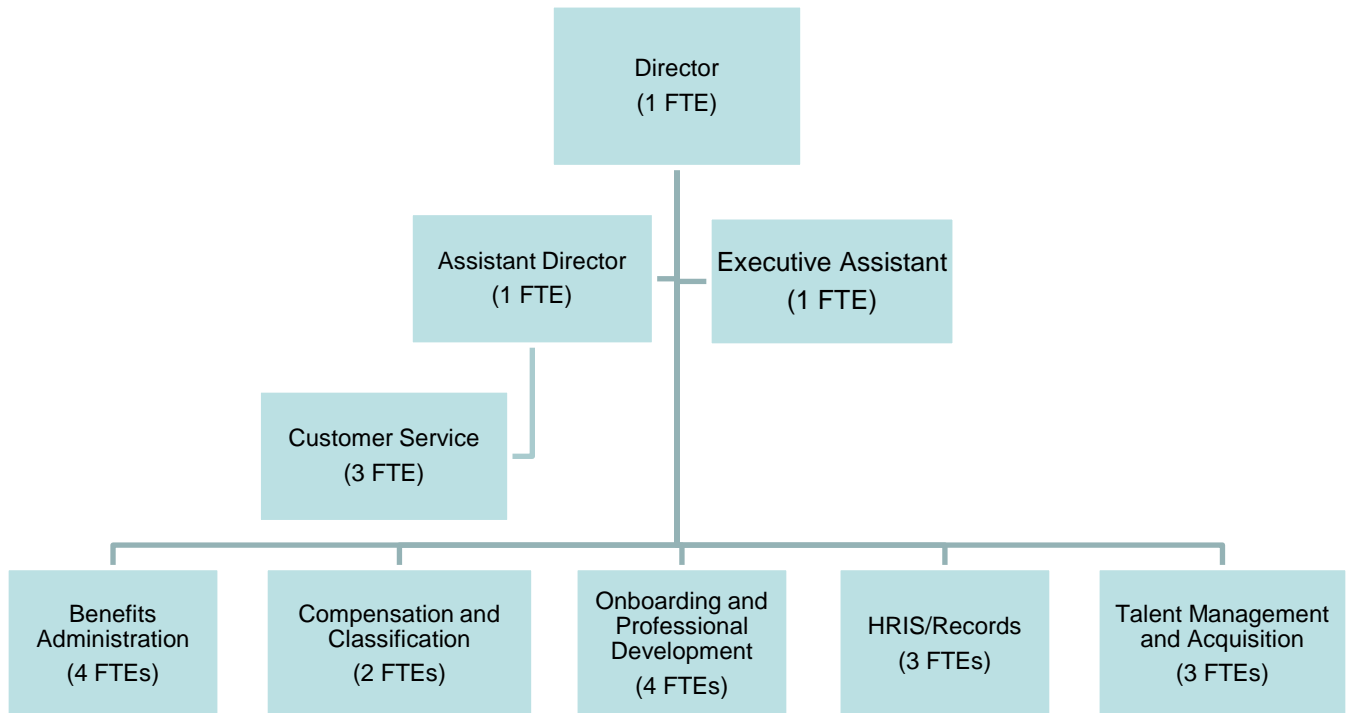 Director
(1 FTE)
Assistant Director
(1 FTE)
Executive Assistant
(1 FTE)
Customer Service
(3 FTE)
Benefits
Administration
(4 FTEs)
Compensation and
Classification
(2 FTEs)
Onboarding and
Professional
Development
(4 FTEs)
HRIS/Records
(3 FTEs)
Talent Management
and Acquisition
(3 FTEs)